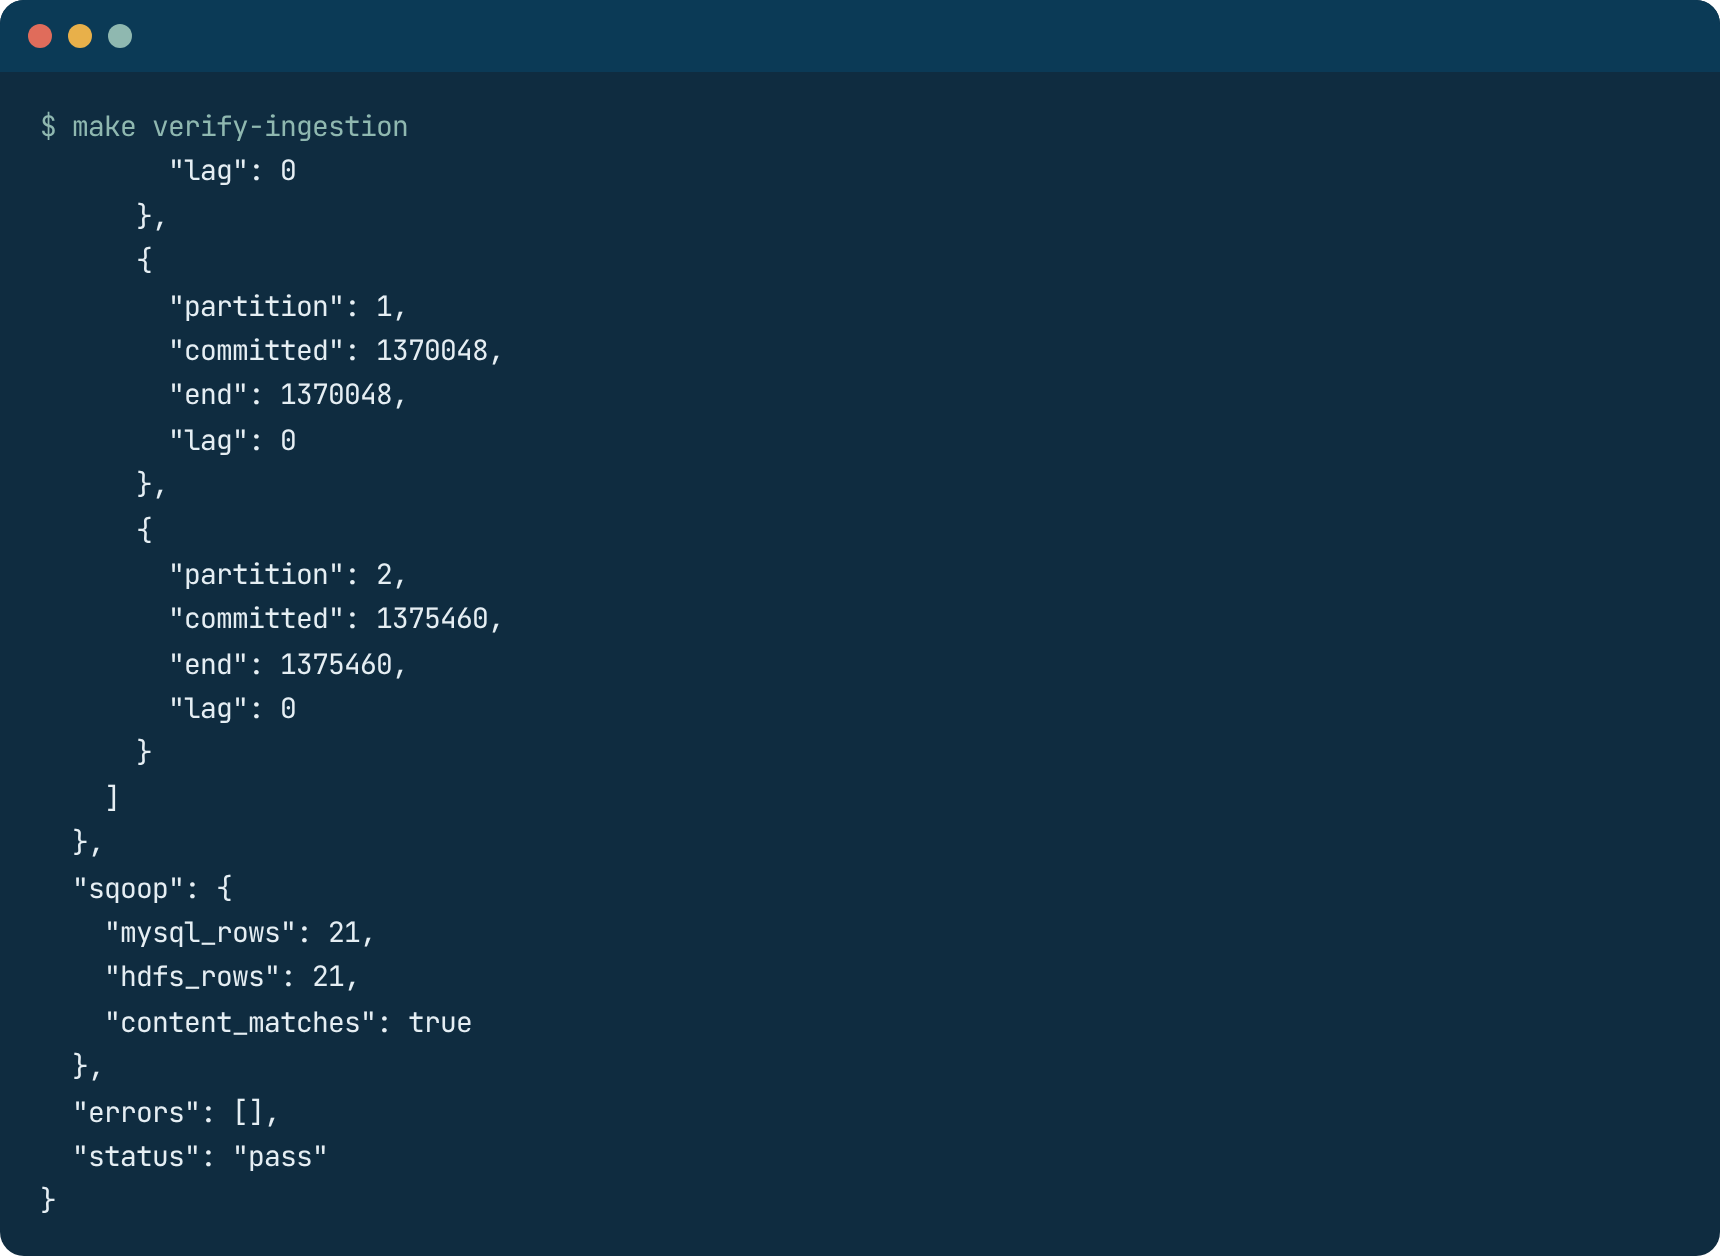 $ make verify-ingestion
        "lag": 0
      },
      {
        "partition": 1,
        "committed": 1370048,
        "end": 1370048,
        "lag": 0
      },
      {
        "partition": 2,
        "committed": 1375460,
        "end": 1375460,
        "lag": 0
      }
    ]
  },
  "sqoop": {
    "mysql_rows": 21,
    "hdfs_rows": 21,
    "content_matches": true
  },
  "errors": [],
  "status": "pass"
}